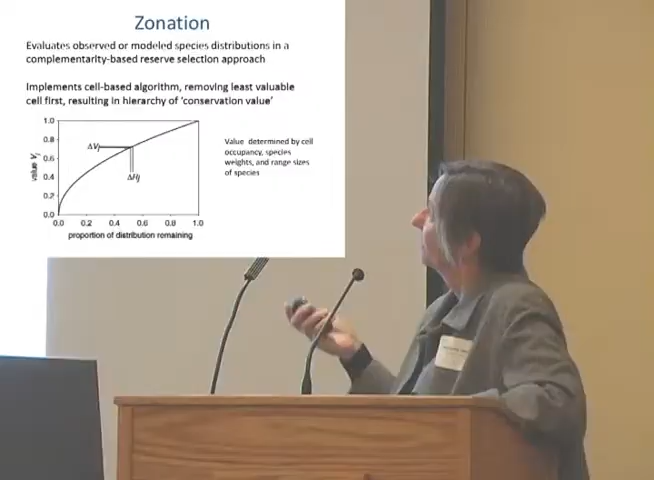 Zonation
Evaluates observed or modeled species distributions in a
complementarity-based reserve selection approach
Implements cell-based algorithm, removing least valuable
cell first, resulting in hierarchy of ‘conservation value’
1.0
0.8
0.6
0.4
0.2
0.0
value Vj
ΔVj
ΔHj
0.0 0.2 0.4 0.6 0.8 1.0
proportion of distribution remaining
Value determined by cell
occupancy, species
weights, and range sizes
of species